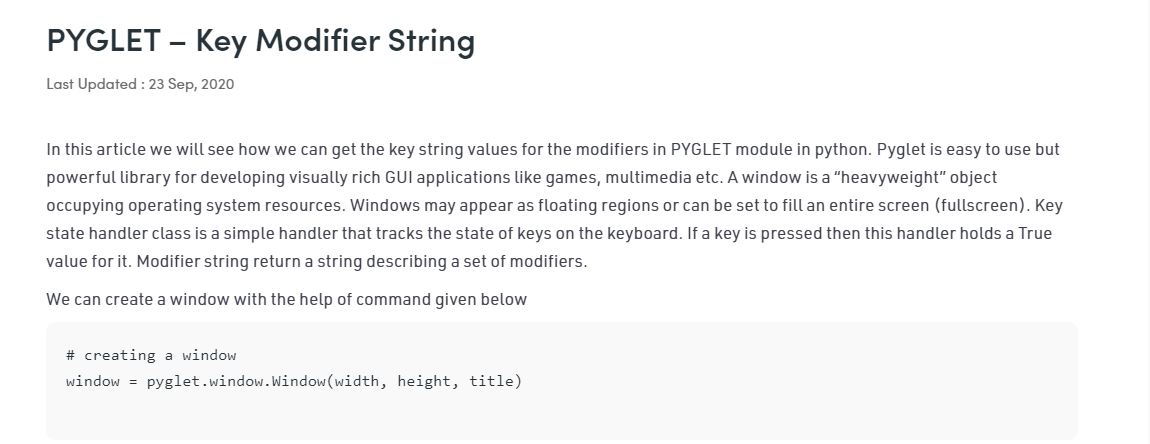 PYGLET – Key Modifier String
Last Updated : 23 Sep, 2020
In this article we will see how we can get the key string values for the modifiers in PYGLET module in python. Pyglet is easy to use but
powerful library for developing visually rich GUI applications like games, multimedia etc. A window is a “heavyweight” object
occupying operating system resources. Windows may appear as floating regions or can be set to fill an entire screen (fullscreen). Key
state handler class is a simple handler that tracks the state of keys on the keyboard. If a key is pressed then this handler holds a True
value for it. Modifier string return a string describing a set of modifiers.
We can create a window with the help of command given below
# creating a window
window = pyglet.window.Window(width, height, title)